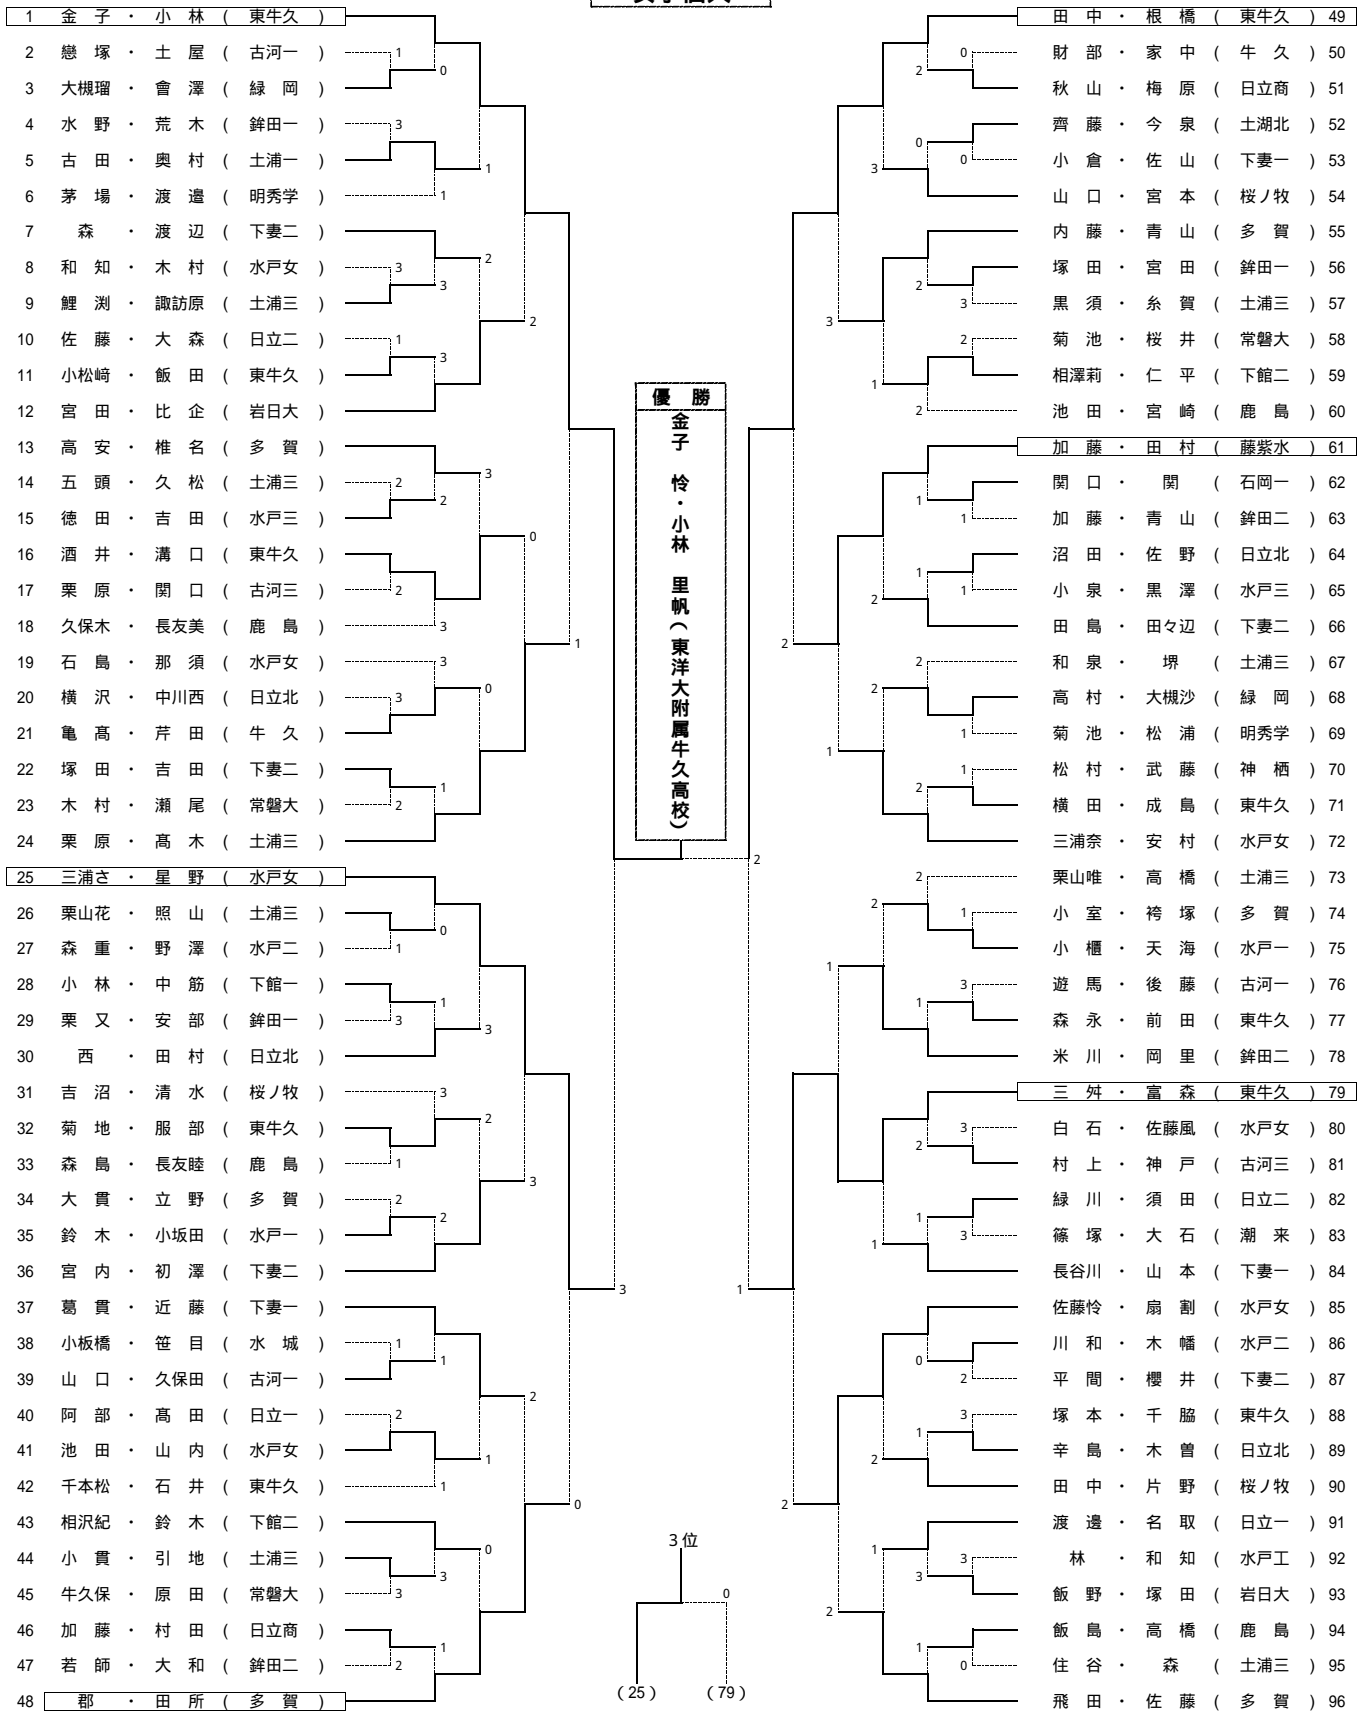 1 金 子 ・ 小 林 ( 東牛久 )
2 戀 塚 ・ 土 屋 ( 古河一 )
3 大槻瑠 ・ 會 澤 ( 緑 岡 )
4 水 野 ・ 荒 木 ( 鉾田一 )
5 古 田 ・ 奥 村 ( 土浦一 )
6 茅 場 ・ 渡 邉 ( 明秀学 )
7 森 ・ 渡 辺 ( 下妻二 )
8 和 知 ・ 木 村 ( 水戸女 )
9 鯉 渕 ・ 諏訪原 ( 土浦三 )
10 佐 藤 ・ 大 森 ( 日立二 )
11 小松﨑 ・ 飯 田 ( 東牛久 )
12 宮 田 ・ 比 企 ( 岩日大 )
13 高 安 ・ 椎 名 ( 多 賀 )
14 五 頭 ・ 久 松 ( 土浦三 )
15 徳 田 ・ 吉 田 ( 水戸三 )
16 酒 井 ・ 溝 口 ( 東牛久 )
17 栗 原 ・ 関 口 ( 古河三 )
18 久保木 ・ 長友美 ( 鹿 島 )
19 石 島 ・ 那 須 ( 水戸女 )
20 横 沢 ・ 中川西 ( 日立北 )
21 亀 髙 ・ 芹 田 ( 牛 久 )
22 塚 田 ・ 吉 田 ( 下妻二 )
23 木 村 ・ 瀬 尾 ( 常磐大 )
24 栗 原 ・ 髙 木 ( 土浦三 )
25 三浦さ ・ 星 野 ( 水戸女 )
26 栗山花 ・ 照 山 ( 土浦三 )
27 森 重 ・ 野 澤 ( 水戸二 )
28 小 林 ・ 中 筋 ( 下館一 )
29 栗 又 ・ 安 部 ( 鉾田一 )
30 西 ・ 田 村 ( 日立北 )
31 吉 沼 ・ 清 水 ( 桜ノ牧 )
32 菊 地 ・ 服 部 ( 東牛久 )
33 森 島 ・ 長友睦 ( 鹿 島 )
34 大 貫 ・ 立 野 ( 多 賀 )
35 鈴 木 ・ 小坂田 ( 水戸一 )
36 宮 内 ・ 初 澤 ( 下妻二 )
37 葛 貫 ・ 近 藤 ( 下妻一 )
38 小板橋 ・ 笹 目 ( 水 城 )
39 山 口 ・ 久保田 ( 古河一 )
40 阿 部 ・ 髙 田 ( 日立一 )
41 池 田 ・ 山 内 ( 水戸女 )
42 千本松 ・ 石 井 ( 東牛久 )
43 相沢紀 ・ 鈴 木 ( 下館二 )
44 小 貫 ・ 引 地 ( 土浦三 )
45 牛久保 ・ 原 田 ( 常磐大 )
46 加 藤 ・ 村 田 ( 日立商 )
47 若 師 ・ 大 和 ( 鉾田二 )
48 郡 ・ 田 所 ( 多 賀 )
優 勝
金子 怜・小林 里帆(東洋大附属牛久高校)
3位
0
(25) (79)
田 中 ・ 根 橋 ( 東牛久 ) 49
財 部 ・ 家 中 ( 牛 久 ) 50
秋 山 ・ 梅 原 ( 日立商 ) 51
齊 藤 ・ 今 泉 ( 土湖北 ) 52
小 倉 ・ 佐 山 ( 下妻一 ) 53
山 口 ・ 宮 本 ( 桜ノ牧 ) 54
内 藤 ・ 青 山 ( 多 賀 ) 55
塚 田 ・ 宮 田 ( 鉾田一 ) 56
黒 須 ・ 糸 賀 ( 土浦三 ) 57
菊 池 ・ 桜 井 ( 常磐大 ) 58
相澤莉 ・ 仁 平 ( 下館二 ) 59
池 田 ・ 宮 崎 ( 鹿 島 ) 60
加 藤 ・ 田 村 ( 藤紫水 ) 61
関 口 ・ 関 ( 石岡一 ) 62
加 藤 ・ 青 山 ( 鉾田二 ) 63
沼 田 ・ 佐 野 ( 日立北 ) 64
小 泉 ・ 黒 澤 ( 水戸三 ) 65
田 島 ・ 田々辺 ( 下妻二 ) 66
和 泉 ・ 堺 ( 土浦三 ) 67
高 村 ・ 大槻沙 ( 緑 岡 ) 68
菊 池 ・ 松 浦 ( 明秀学 ) 69
松 村 ・ 武 藤 ( 神 栖 ) 70
横 田 ・ 成 島 ( 東牛久 ) 71
三浦奈 ・ 安 村 ( 水戸女 ) 72
栗山唯 ・ 高 橋 ( 土浦三 ) 73
小 室 ・ 袴 塚 ( 多 賀 ) 74
小 櫃 ・ 天 海 ( 水戸一 ) 75
遊 馬 ・ 後 藤 ( 古河一 ) 76
森 永 ・ 前 田 ( 東牛久 ) 77
米 川 ・ 岡 里 ( 鉾田二 ) 78
三 舛 ・ 富 森 ( 東牛久 ) 79
白 石 ・ 佐藤風 ( 水戸女 ) 80
村 上 ・ 神 戸 ( 古河三 ) 81
緑 川 ・ 須 田 ( 日立二 ) 82
篠 塚 ・ 大 石 ( 潮 来 ) 83
長谷川 ・ 山 本 ( 下妻一 ) 84
佐藤怜 ・ 扇 割 ( 水戸女 ) 85
川 和 ・ 木 幡 ( 水戸二 ) 86
平 間 ・ 櫻 井 ( 下妻二 ) 87
塚 本 ・ 千 脇 ( 東牛久 ) 88
辛 島 ・ 木 曽 ( 日立北 ) 89
田 中 ・ 片 野 ( 桜ノ牧 ) 90
渡 邊 ・ 名 取 ( 日立一 ) 91
林 ・ 和 知 ( 水戸工 ) 92
飯 野 ・ 塚 田 ( 岩日大 ) 93
飯 島 ・ 高 橋 ( 鹿 島 ) 94
住 谷 ・ 森 ( 土浦三 ) 95
飛 田 ・ 佐 藤 ( 多 賀 ) 96